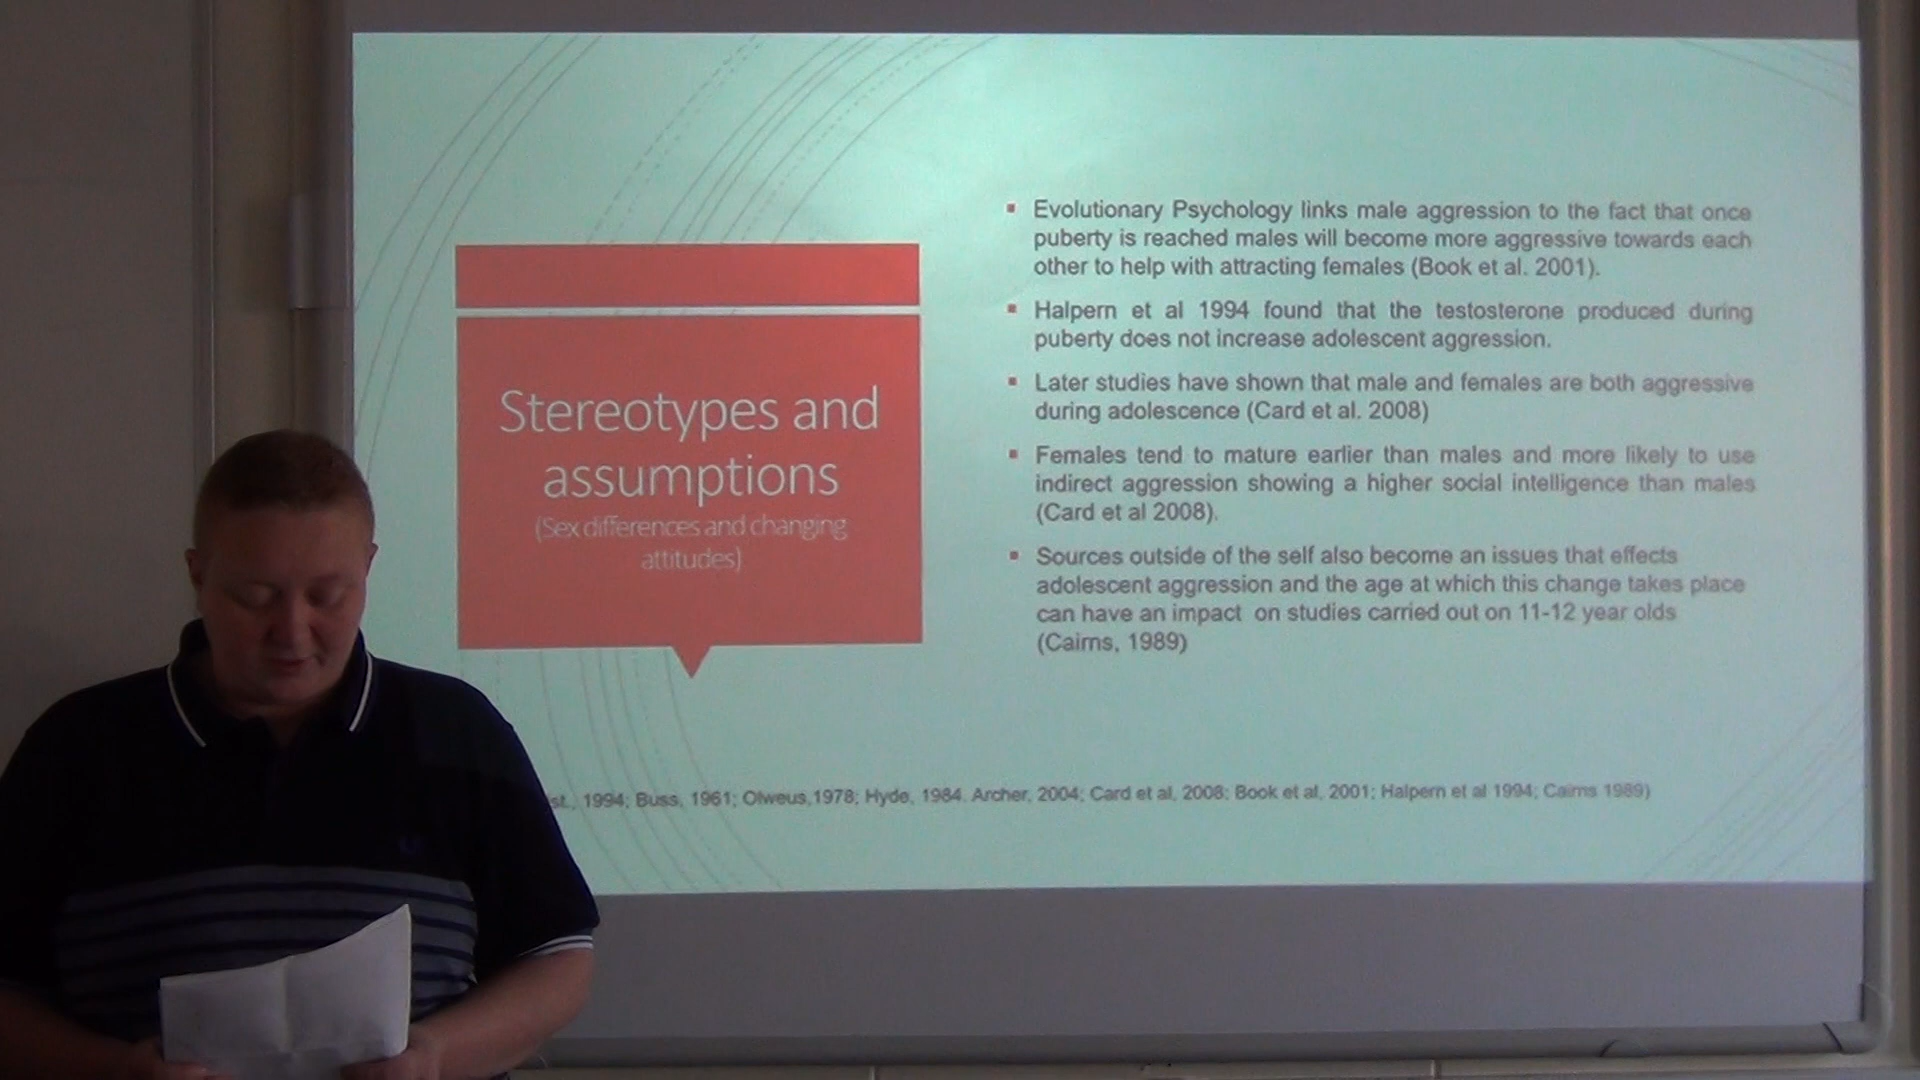 Stereotypes and
assumptions
(Sex differences and changing
attitudes)
▪ Evolutionary Psychology links male aggression to the fact that once
puberty is reached males will become more aggressive towards each
other to help with attracting females (Book et al. 2001).
▪ Halpern et al 1994 found that the testosterone produced during
puberty does not increase adolescent aggression.
▪ Later studies have shown that male and females are both aggressive
during adolescence (Card et al. 2008)
▪ Females tend to mature earlier than males and more likely to use
indirect aggression showing a higher social intelligence than males
(Card et al 2008).
▪ Sources outside of the self also become an issues that effects
adolescent aggression and the age at which this change takes place
can have an impact on studies carried out on 11-12 year olds
(Cairns, 1989)
1994; Buss, 1961; Olweus,1978; Hyde, 1984. Archer, 2004; Card et al, 2008; Book et al, 2001; Halpern et al 1994; Cairns 1989)